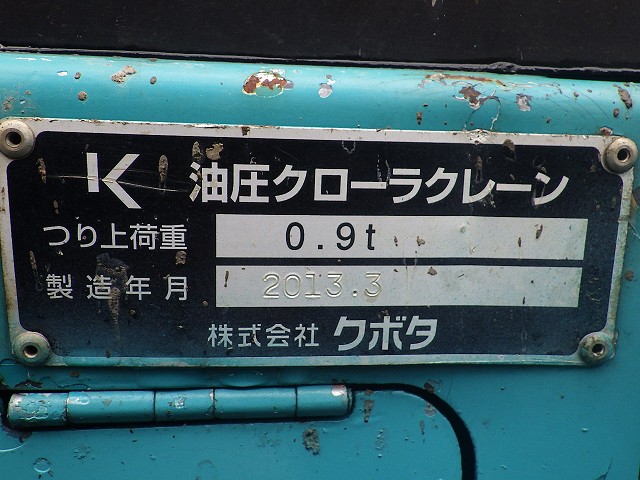 K 油圧クローラクレーン
つり上荷重 0.9t
製造年月 2013.3
株式会社 クボタ